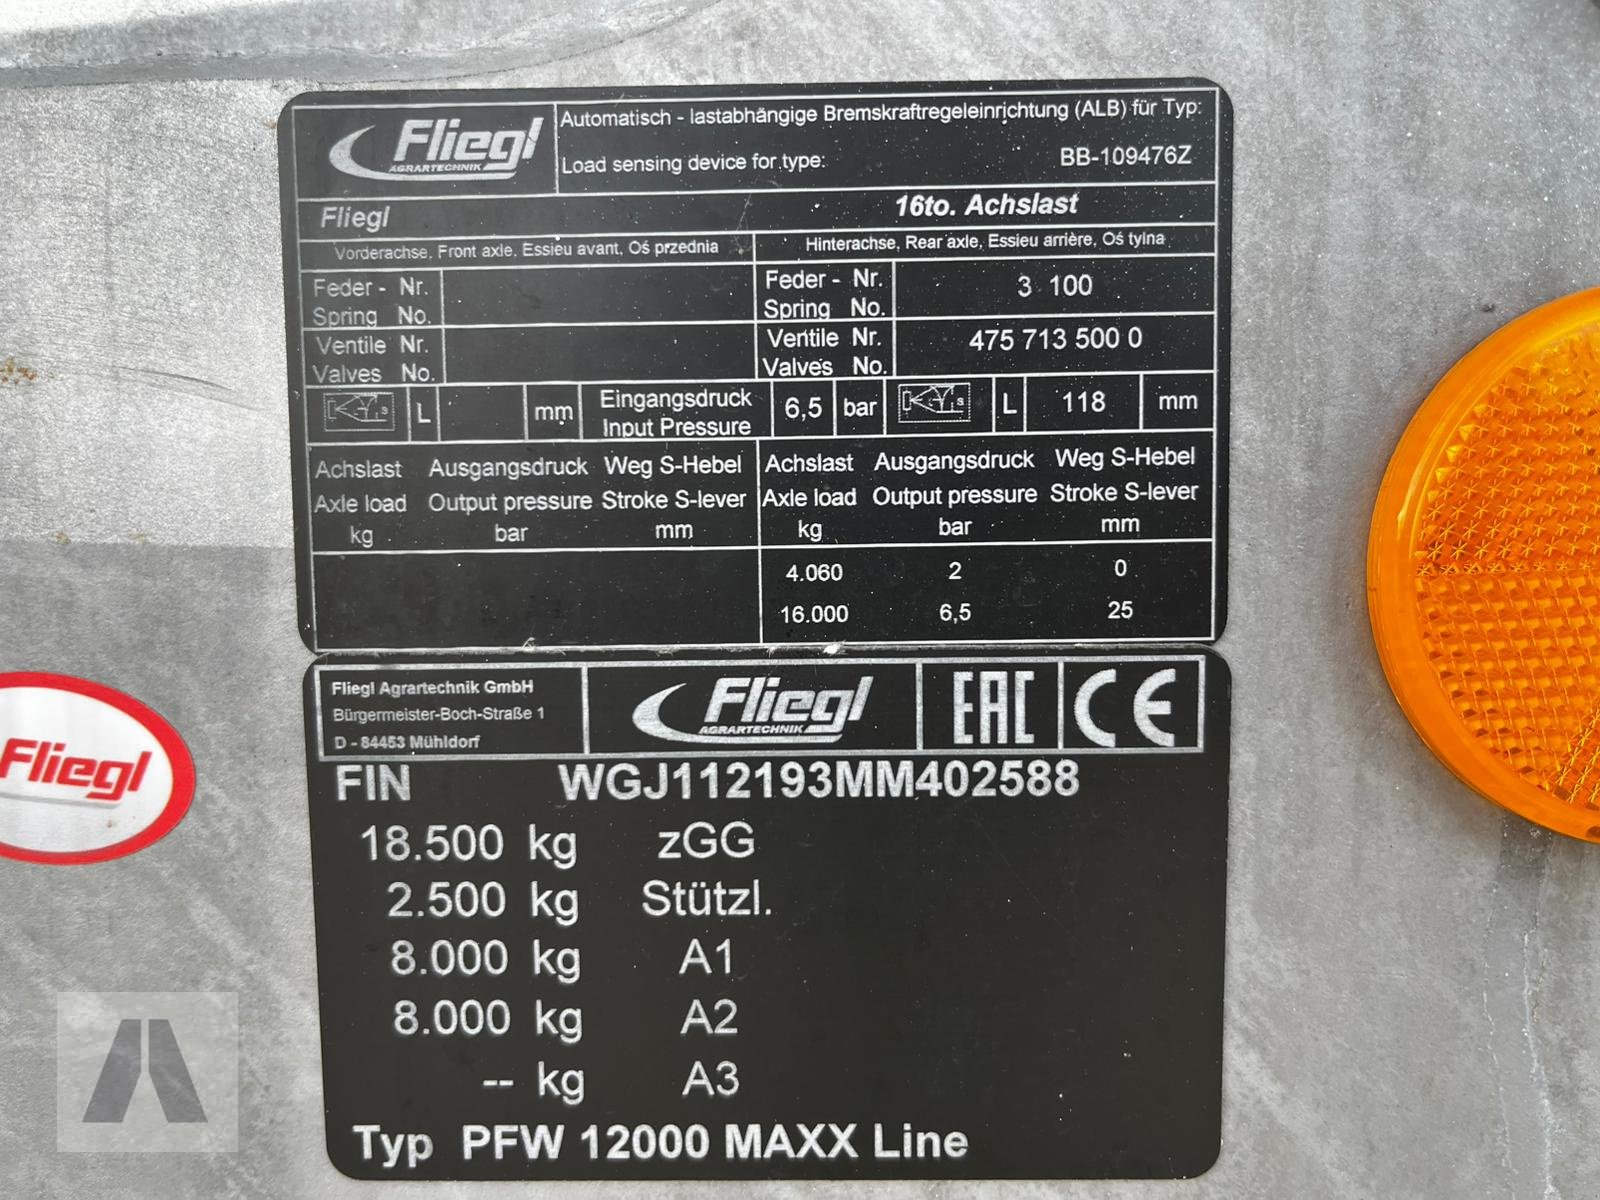 Fliegl
AGRARTECHNIK
Automatisch - lastabhängige Bremskraftregeleinrichtung (ALB) für Typ:
Load sensing device for type: BB-109476Z
Fliegl 16to. Achslast
Vorderachse, Front axle, Essieu avant, Oś przednia Hinterachse, Rear axle, Essieu arrière, Oś tylna
Feder - Nr. Feder - Nr. 3 100
Spring No. Spring No.
Ventile Nr. Ventile Nr. 475 713 500 0
Valves No. Valves No.
L mm Eingangsdruck 6,5 bar S L 118 mm
Input Pressure
Achslast Ausgangsdruck Weg S-Hebel Achslast Ausgangsdruck Weg S-Hebel
Axle load Output pressure Stroke S-lever Axle load Output pressure Stroke S-lever
kg bar mm kg bar mm
4.060 2 0
16.000 6,5 25
Fliegl Agrartechnik GmbH
Bürgermeister-Boch-Straße 1
D - 84453 Mühldorf
Fliegl
AGRARTECHNIK
EAC CE
FIN WGJ112193MM402588
18.500 kg zGG
2.500 kg Stützl.
8.000 kg A1
8.000 kg A2
-- kg A3
Typ PFW 12000 MAXX Line
Fliegl